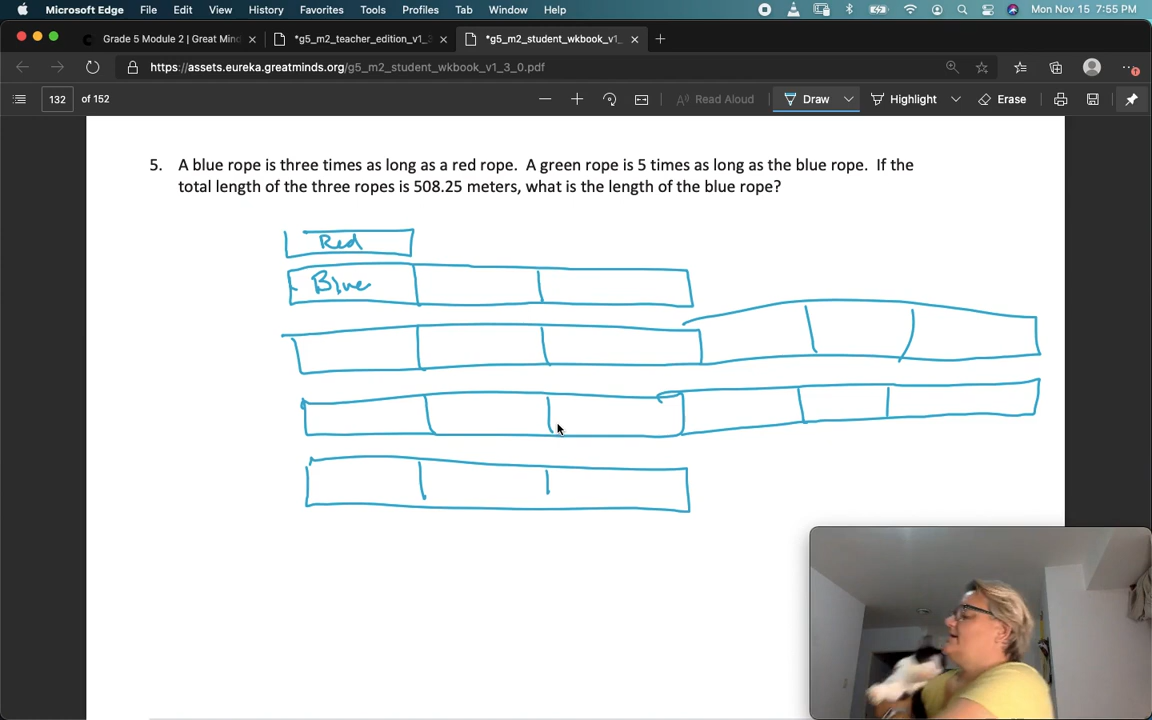 Microsoft Edge File Edit View History Favorites Tools Profiles Tab Window Help Mon Nov 15 7:55 PM
Grade 5 Module 2 | Great Mind *g5_m2_teacher_edition_v1_3 *g5_m2_student_wkbook_v1_
https://assets.eureka.greatminds.org/g5_m2_student_wkbook_v1_3_0.pdf
132 of 152 Read Aloud Draw Highlight Erase
5. A blue rope is three times as long as a red rope. A green rope is 5 times as long as the blue rope. If the
total length of the three ropes is 508.25 meters, what is the length of the blue rope?
Red
Blue